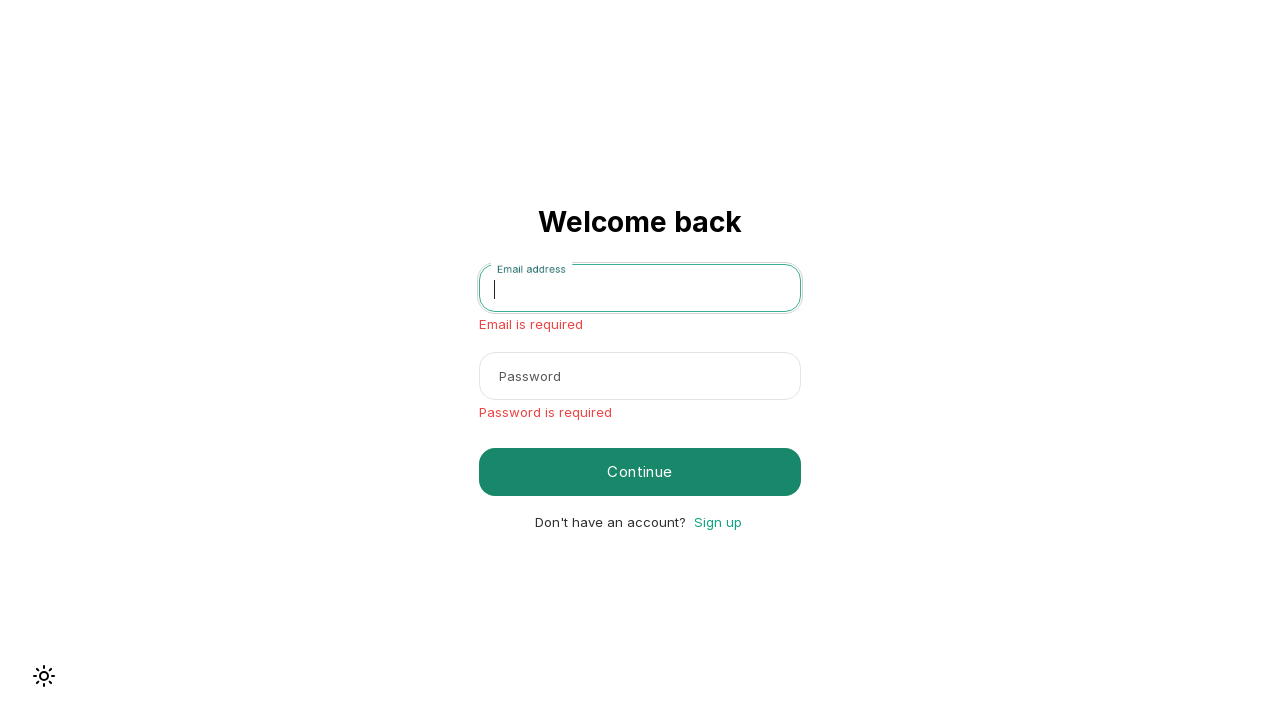 Welcome back
Email address
Email is required
Password
Password is required
Continue
Don't have an account? Sign up